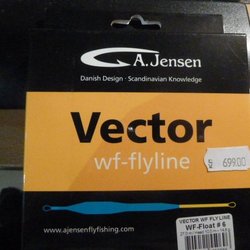 A.Jensen
Danish Design - Scandinavian Knowledge
Vector
wf-flyline
699.00
www.ajensenflyfishing.com
VECTOR WF FLY LINE
WF-Float # 6